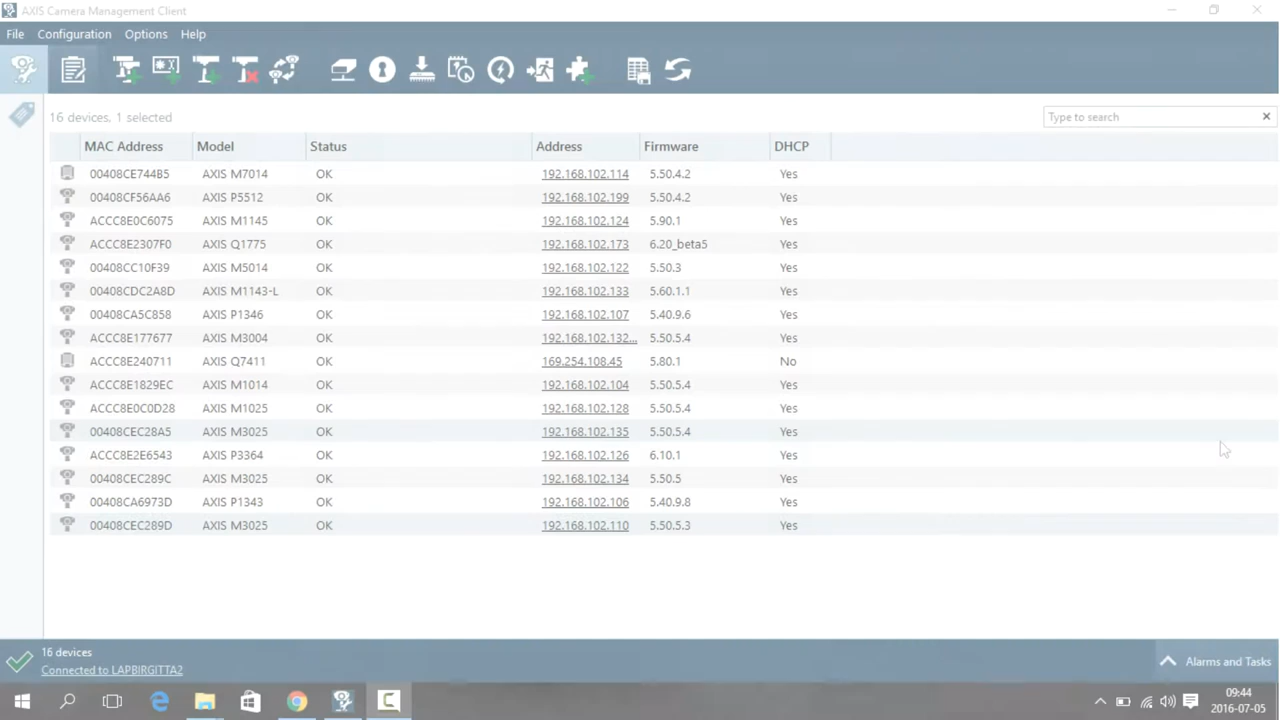 AXIS Camera Management Client
File Configuration Options Help
16 devices, 1 selected
Type to search
MAC Address Model Status Address Firmware DHCP
00408CE744B5 AXIS M7014 OK 192.168.102.114 5.50.4.2 Yes
00408CF56AA6 AXIS P5512 OK 192.168.102.199 5.50.4.2 Yes
ACCC8E0C6075 AXIS M1145 OK 192.168.102.124 5.90.1 Yes
ACCC8E2307F0 AXIS Q1775 OK 192.168.102.173 6.20_beta5 Yes
00408CC10F39 AXIS M5014 OK 192.168.102.122 5.50.3 Yes
00408CDC2A8D AXIS M1143-L OK 192.168.102.133 5.60.1.1 Yes
00408CA5C858 AXIS P1346 OK 192.168.102.107 5.40.9.6 Yes
ACCC8E177677 AXIS M3004 OK 192.168.102.132... 5.50.5.4 Yes
ACCC8E240711 AXIS Q7411 OK 169.254.108.45 5.80.1 No
ACCC8E1829EC AXIS M1014 OK 192.168.102.104 5.50.5.4 Yes
ACCC8E0C0D28 AXIS M1025 OK 192.168.102.128 5.50.5.4 Yes
00408CEC28A5 AXIS M3025 OK 192.168.102.135 5.50.5.4 Yes
ACCC8E2E6543 AXIS P3364 OK 192.168.102.126 6.10.1 Yes
00408CEC289C AXIS M3025 OK 192.168.102.134 5.50.5 Yes
00408CA6973D AXIS P1343 OK 192.168.102.106 5.40.9.8 Yes
00408CEC289D AXIS M3025 OK 192.168.102.110 5.50.5.3 Yes
16 devices
Connected to LAPBIRGITTA2
Alarms and Tasks
09:44
2016-07-05